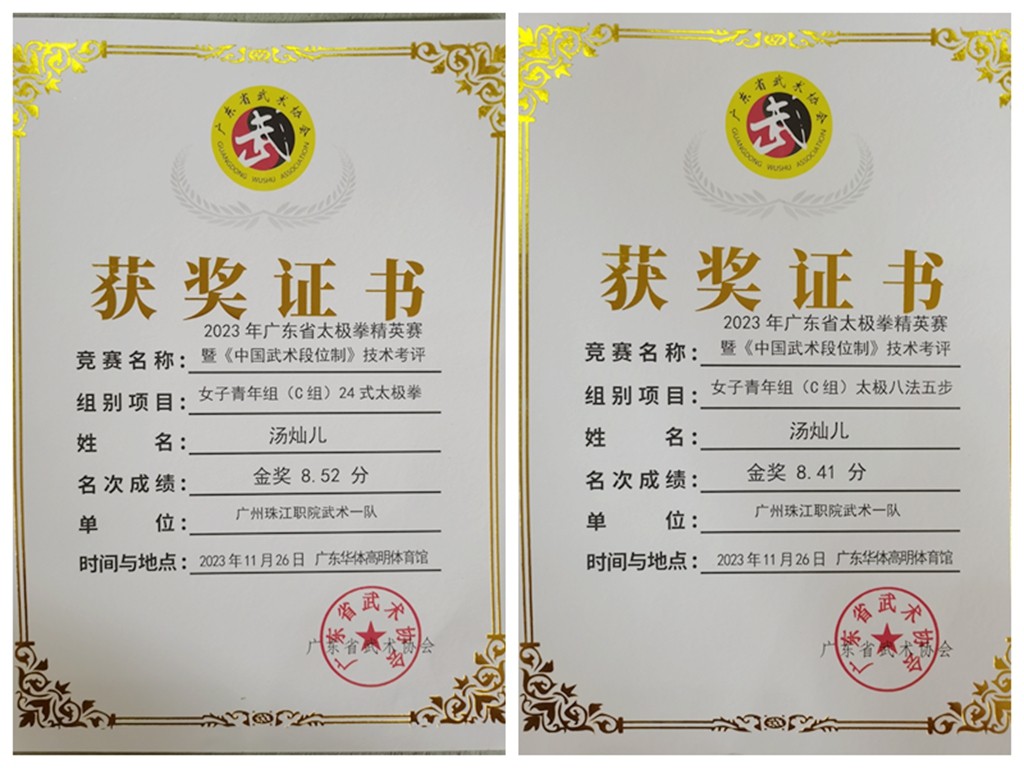 广东省武术协会
武
GUANGDONG WUSHU ASSOCIATION
获奖证书
2023年广东省太极拳精英赛
竞赛名称：暨《中国武术段位制》技术考评
组别项目：女子青年组（C组）24式太极拳
姓名：汤灿儿
名次成绩：金奖 8.52 分
单位：广州珠江职院武术一队
时间与地点：2023年11月26日 广东华体高明体育馆
广东省武术协会
广东省武术协会
广东省武术协会
武
GUANGDONG WUSHU ASSOCIATION
获奖证书
2023年广东省太极拳精英赛
竞赛名称：暨《中国武术段位制》技术考评
组别项目：女子青年组（C组）太极八法五步
姓名：汤灿儿
名次成绩：金奖 8.41 分
单位：广州珠江职院武术一队
时间与地点：2023年11月26日 广东华体高明体育馆
广东省武术协会
广东省武术协会